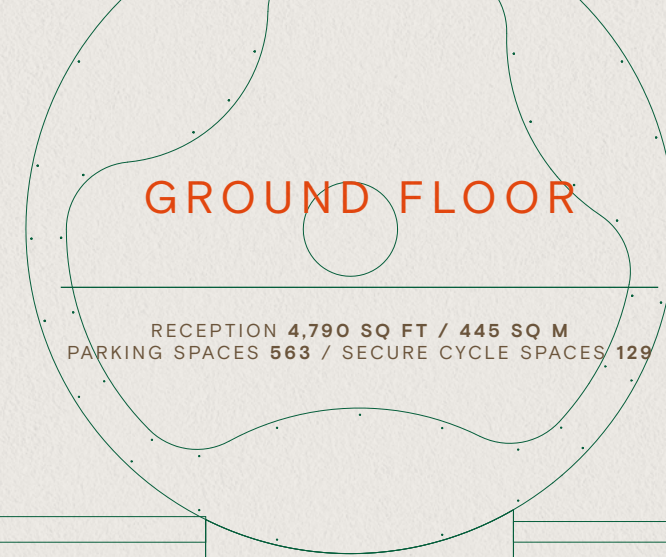 GROUND FLOOR
RECEPTION 4,790 SQ FT / 445 SQ M
PARKING SPACES 563 / SECURE CYCLE SPACES 129